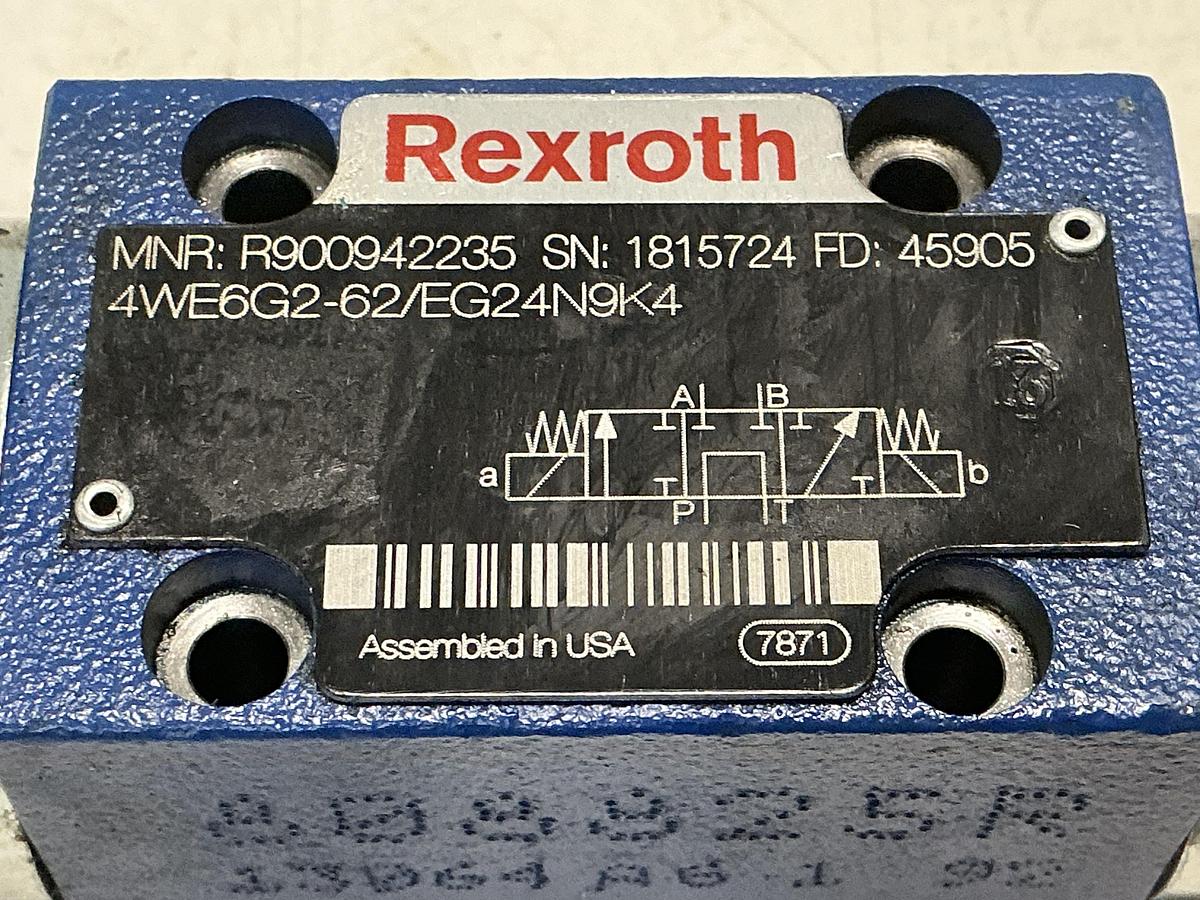 Rexroth
MNR: R900942235 SN: 1815724 FD: 45905
4WE6G2-62/EG24N9K4
A B
a b
P T
Assembled in USA 7871